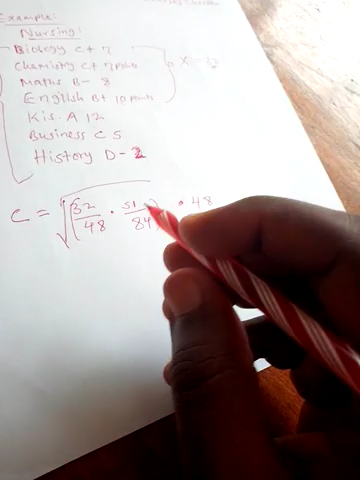 Example:
Nursing:
Biology C+ 7
Chemistry C+ 7 points
Maths B- 8
English B+ 10 points
X = 32
Kis. A 12
Business C 5
History D- 2
C = √(32/48 · 51/84) · 48